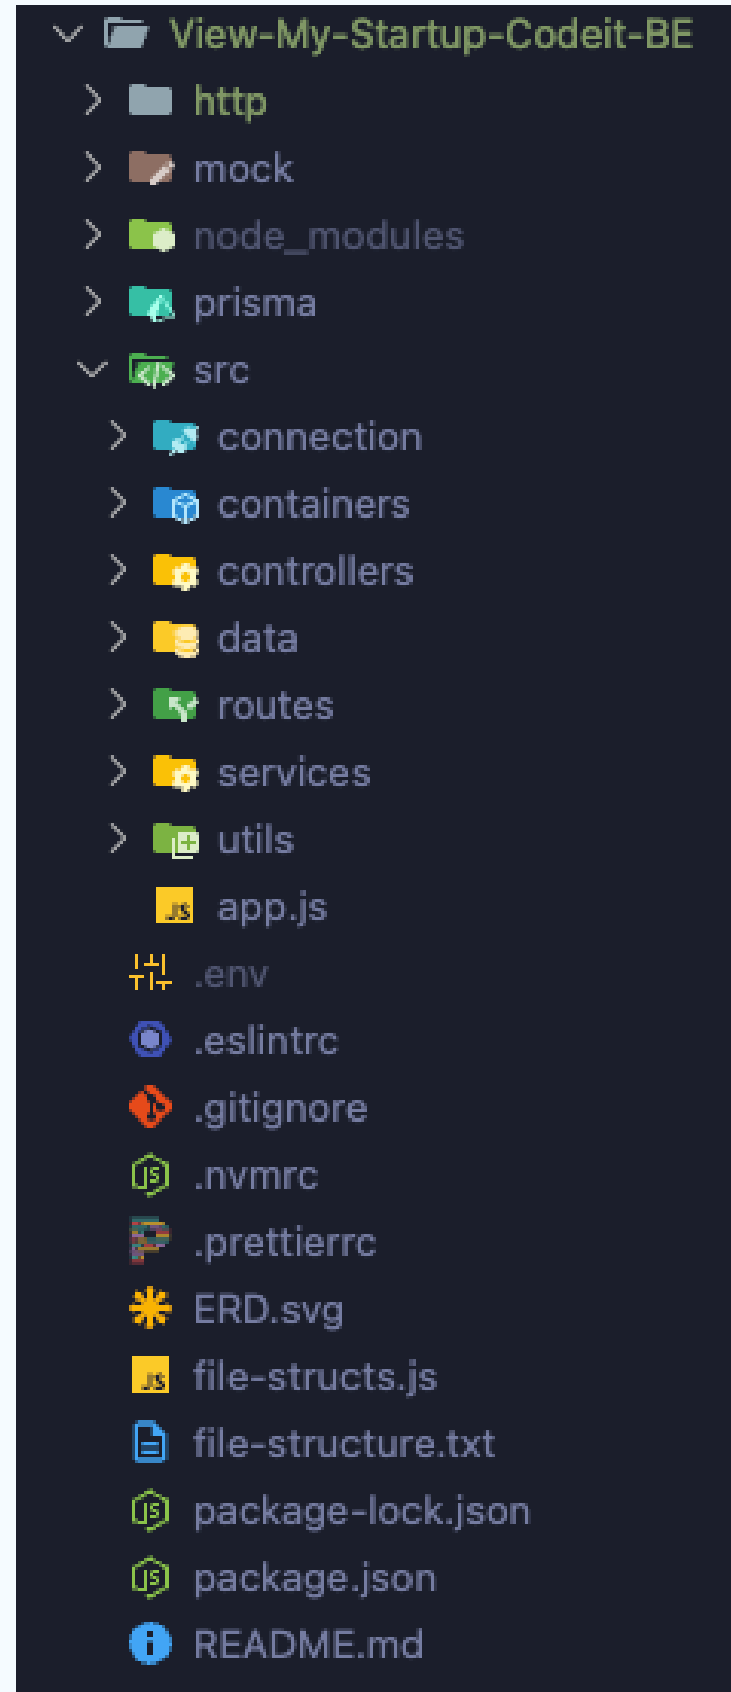 View-My-Startup-Codeit-BE
http
mock
node_modules
prisma
src
connection
containers
controllers
data
routes
services
utils
JS app.js
.env
.eslintrc
.gitignore
.nvmrc
.prettierrc
ERD.svg
JS file-structs.js
file-structure.txt
package-lock.json
package.json
README.md